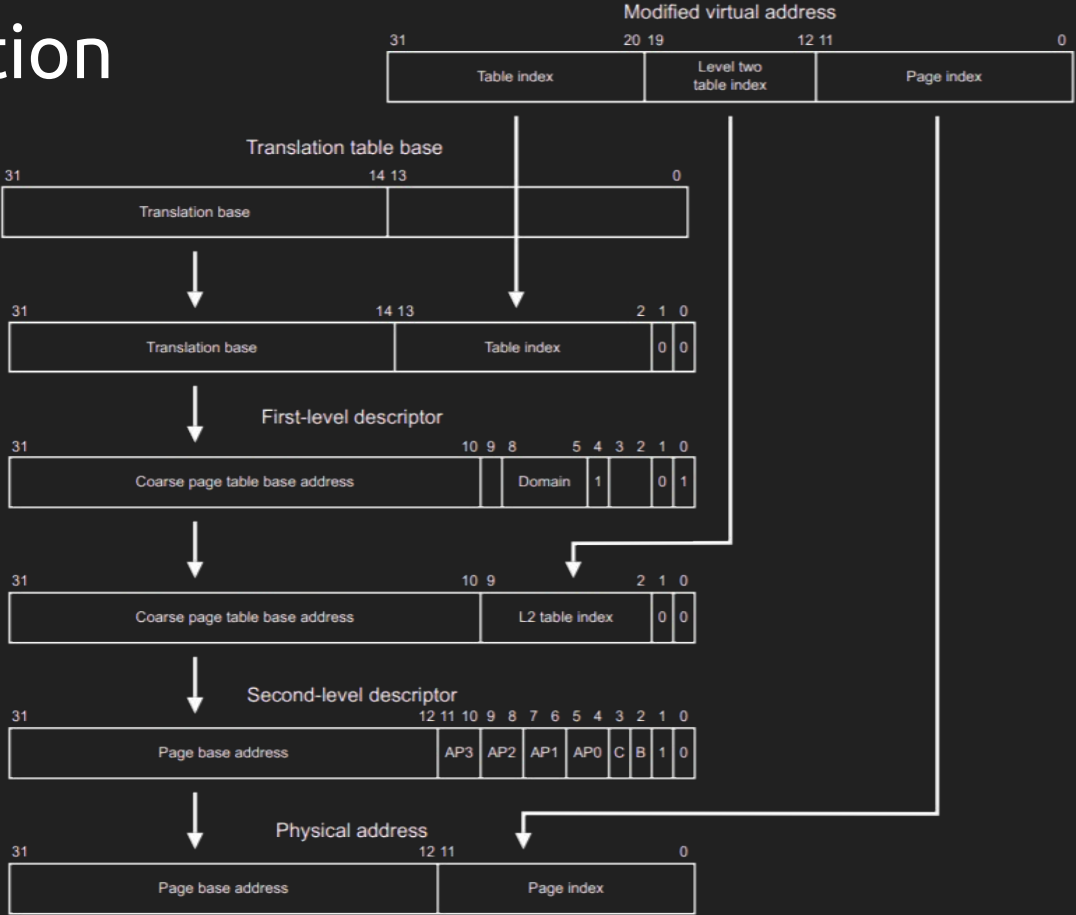 tion
Modified virtual address
31 20 19 12 11 0
Table index
Level two
table index
Page index
Translation table base
31 14 13 0
Translation base
31 14 13 2 1 0
Translation base Table index 0 0
First-level descriptor
31 10 9 8 5 4 3 2 1 0
Coarse page table base address Domain 1 0 1
31 10 9 2 1 0
Coarse page table base address L2 table index 0 0
Second-level descriptor
31 12 11 10 9 8 7 6 5 4 3 2 1 0
Page base address AP3 AP2 AP1 AP0 C B 1 0
Physical address
31 12 11 0
Page base address Page index